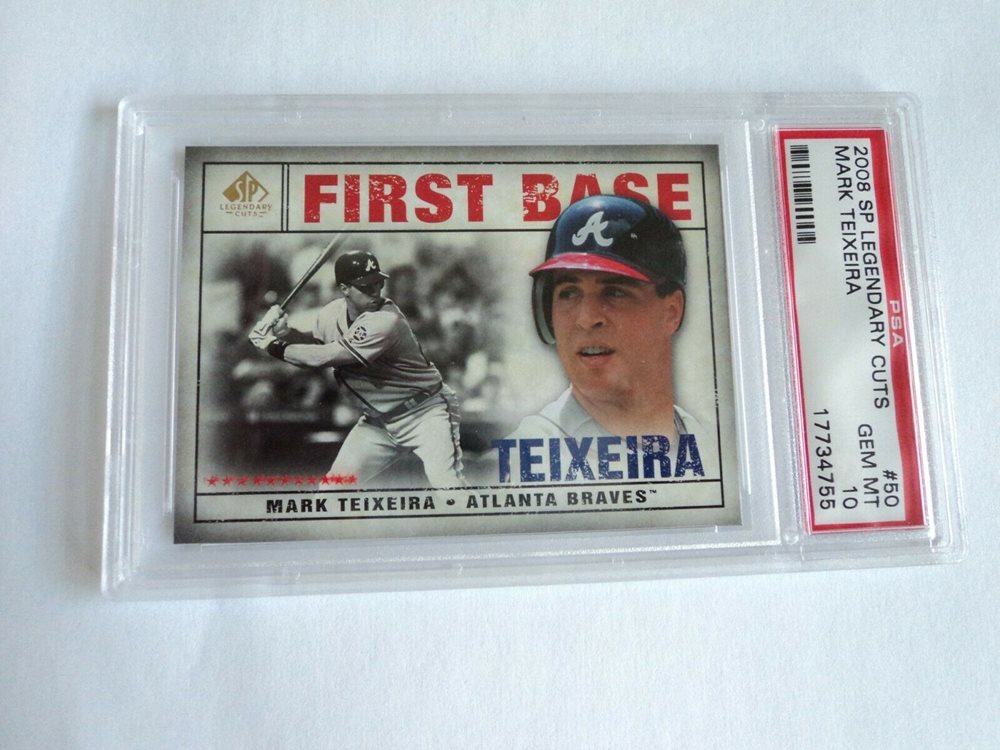 SP
LEGENDARY
CUTS
FIRST BASE
A
A
TEIXEIRA
MARK TEIXEIRA • ATLANTA BRAVES™
PSA
2008 SP LEGENDARY CUTS #50
MARK TEIXEIRA GEM MT
10
17734755